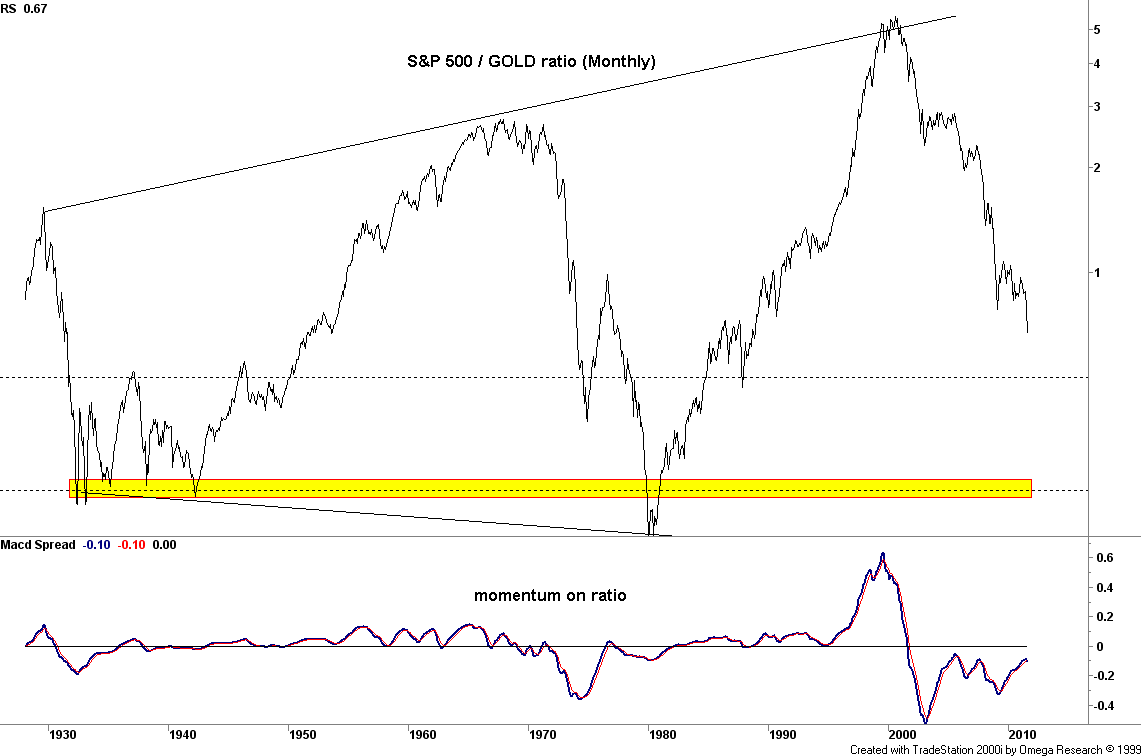 RS 0.67
S&P 500 / GOLD ratio (Monthly)
5
4
3
2
1
Macd Spread -0.10 -0.10 0.00
momentum on ratio
0.6
0.4
0.2
0
-0.2
-0.4
1930 1940 1950 1960 1970 1980 1990 2000 2010
Created with TradeStation 2000i by Omega Research © 1999